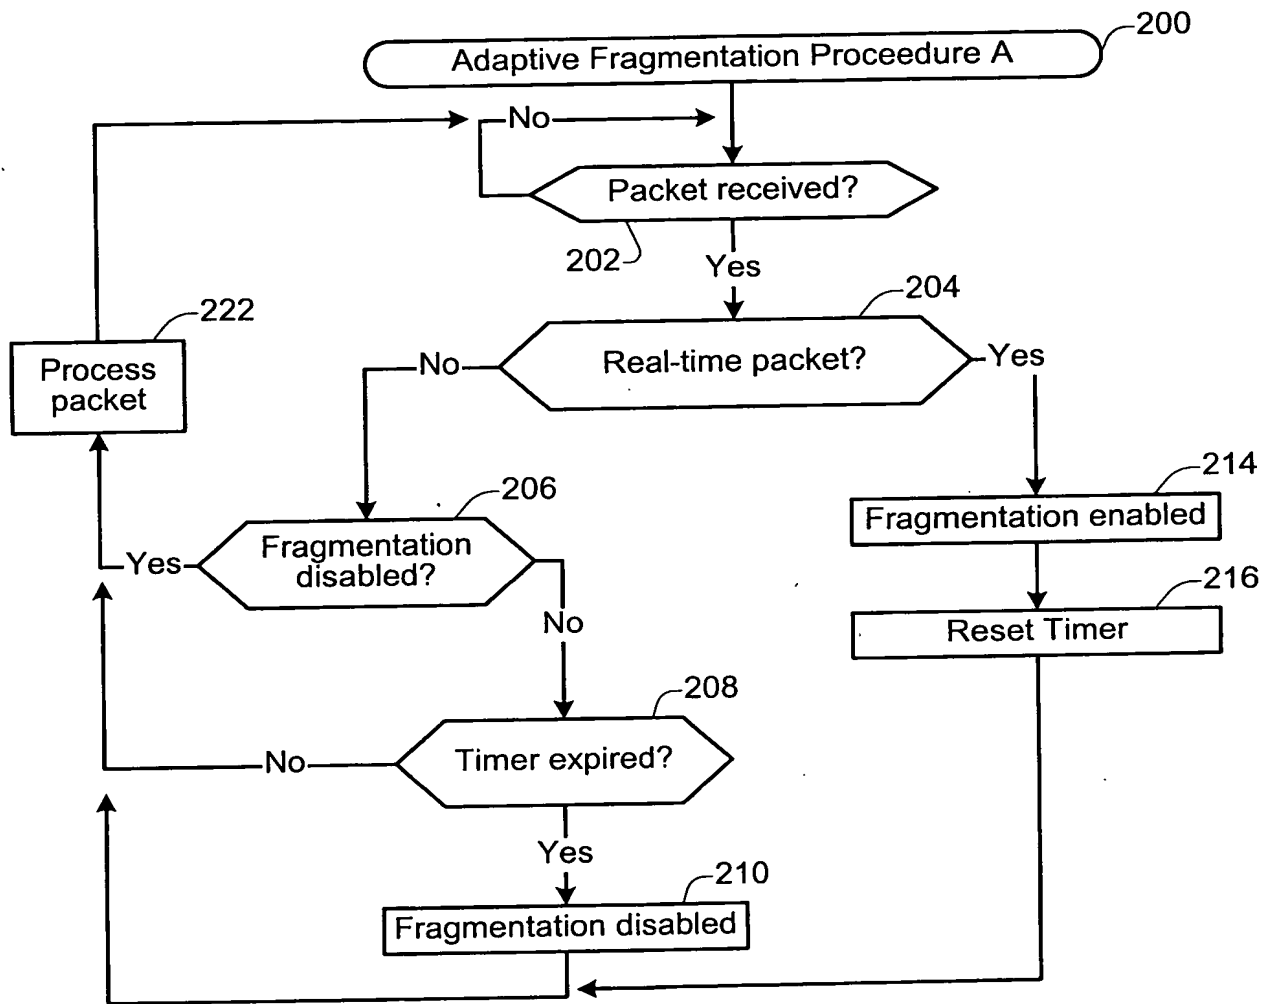 200
Adaptive Fragmentation Proceedure A
No
Packet received?
202
Yes
204
222
Real-time packet?
No
Yes
Process
packet
214
206
Fragmentation enabled
Fragmentation
disabled?
Yes
216
No
Reset Timer
208
Timer expired?
No
Yes
210
Fragmentation disabled